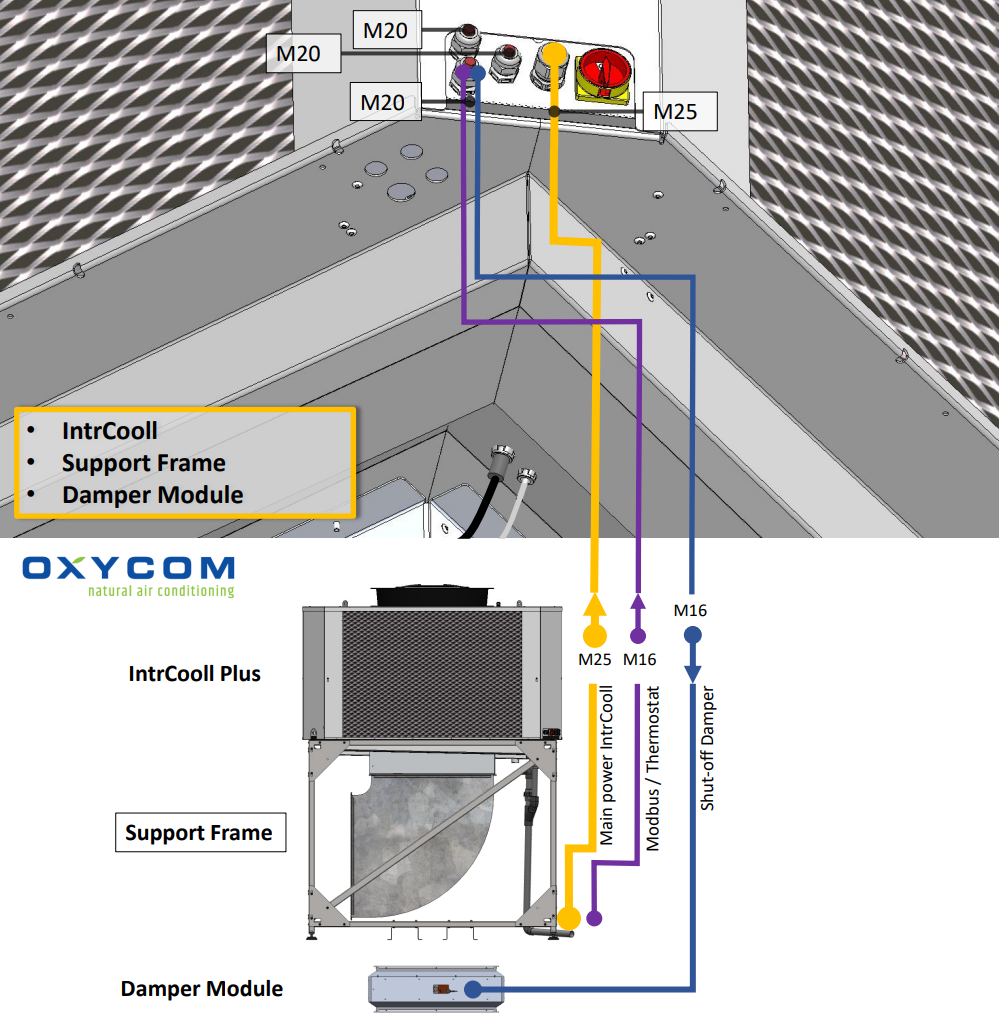 M20
M20
M20
M25
• IntrCooll
• Support Frame
• Damper Module
OXYCOM
natural air conditioning
M16
M25 M16
IntrCooll Plus
Main power IntrCooll
Modbus / Thermostat
Shut-off Damper
Support Frame
Damper Module